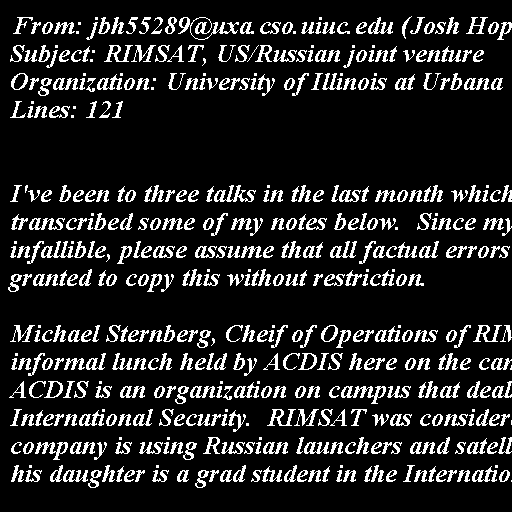 From: jbh55289@uxa.cso.uiuc.edu (Josh Hop
Subject: RIMSAT, US/Russian joint venture
Organization: University of Illinois at Urbana
Lines: 121
I've been to three talks in the last month which
transcribed some of my notes below.  Since my
infallible, please assume that all factual errors
granted to copy this without restriction.
Michael Sternberg, Cheif of Operations of RIM
informal lunch held by ACDIS here on the cam
ACDIS is an organization on campus that deal
International Security.  RIMSAT was consider
company is using Russian launchers and satell
his daughter is a grad student in the Internatio